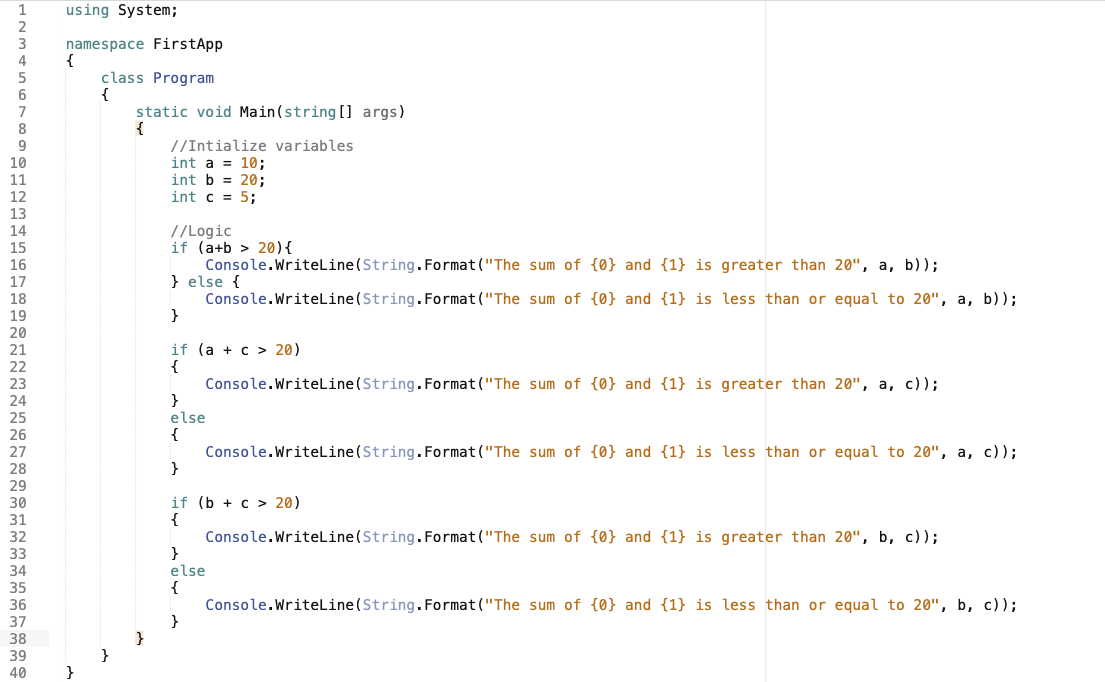 1 using System;
2
3 namespace FirstApp
4 {
5     class Program
6     {
7         static void Main(string[] args)
8         {
9             //Intialize variables
10             int a = 10;
11             int b = 20;
12             int c = 5;
13
14             //Logic
15             if (a+b > 20){
16                 Console.WriteLine(String.Format("The sum of {0} and {1} is greater than 20", a, b));
17             } else {
18                 Console.WriteLine(String.Format("The sum of {0} and {1} is less than or equal to 20", a, b));
19             }
20
21             if (a + c > 20)
22             {
23                 Console.WriteLine(String.Format("The sum of {0} and {1} is greater than 20", a, c));
24             }
25             else
26             {
27                 Console.WriteLine(String.Format("The sum of {0} and {1} is less than or equal to 20", a, c));
28             }
29
30             if (b + c > 20)
31             {
32                 Console.WriteLine(String.Format("The sum of {0} and {1} is greater than 20", b, c));
33             }
34             else
35             {
36                 Console.WriteLine(String.Format("The sum of {0} and {1} is less than or equal to 20", b, c));
37             }
38         }
39     }
40 }